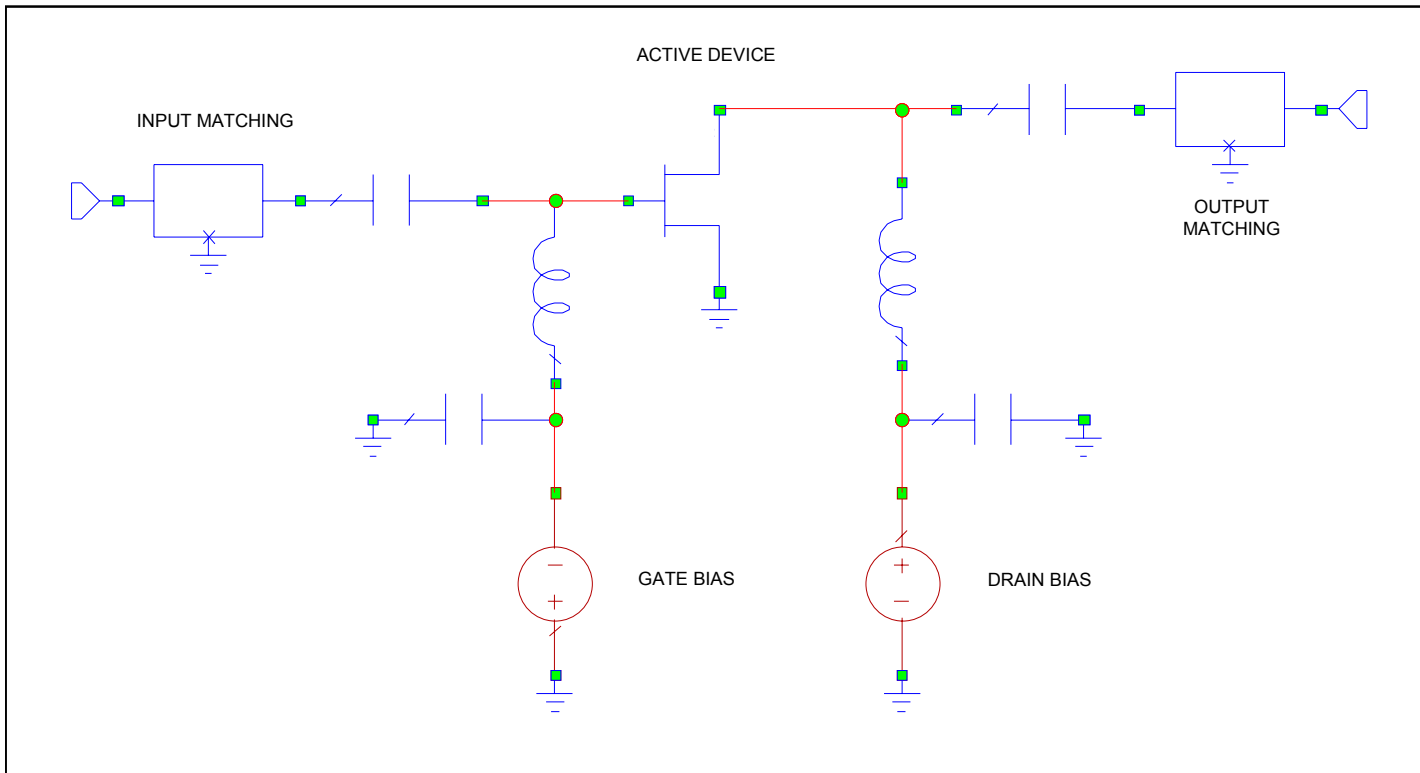 ACTIVE DEVICE
INPUT MATCHING
OUTPUT
MATCHING
GATE BIAS
DRAIN BIAS